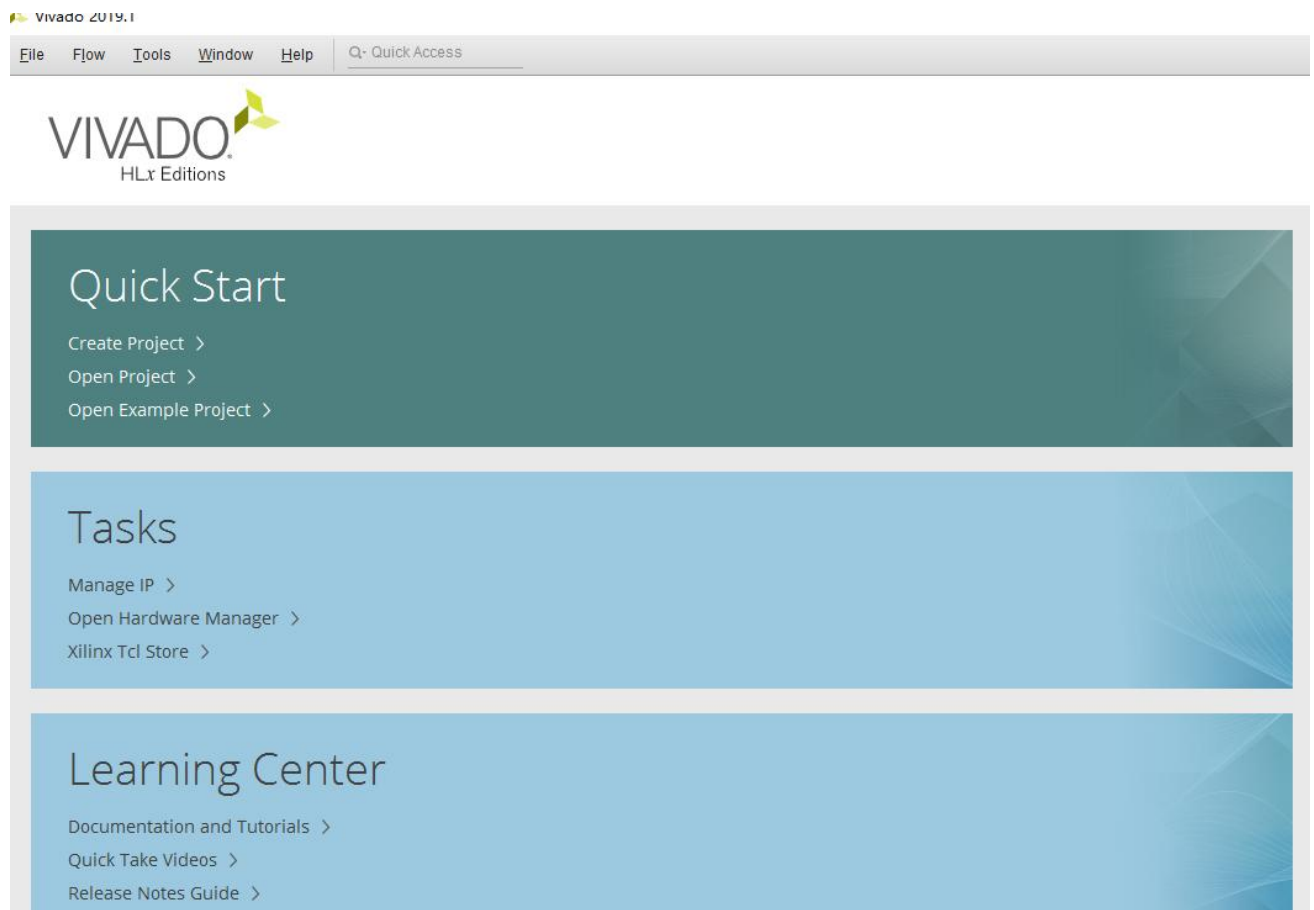 Vivado 2019.1
File Flow Tools Window Help Q- Quick Access
VIVADO.
HLx Editions
Quick Start
Create Project >
Open Project >
Open Example Project >
Tasks
Manage IP >
Open Hardware Manager >
Xilinx Tcl Store >
Learning Center
Documentation and Tutorials >
Quick Take Videos >
Release Notes Guide >